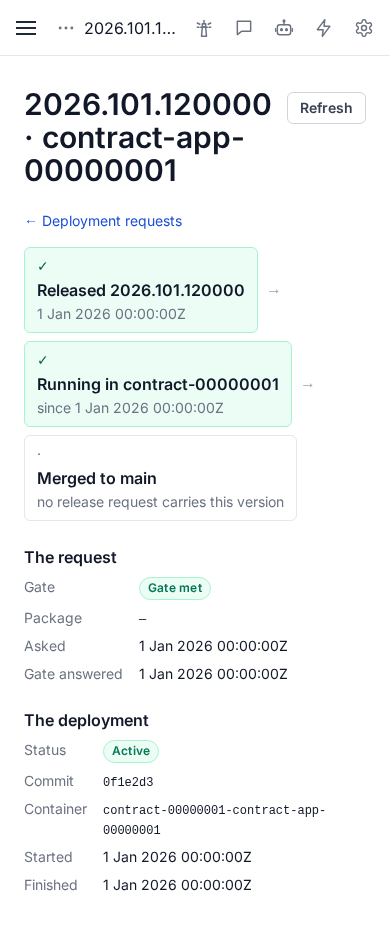 2026.101.1...
2026.101.120000
· contract-app-
00000001
Refresh
← Deployment requests
✓
Released 2026.101.120000
1 Jan 2026 00:00:00Z
→
✓
Running in contract-00000001
since 1 Jan 2026 00:00:00Z
→
·
Merged to main
no release request carries this version
The request
Gate Gate met
Package –
Asked 1 Jan 2026 00:00:00Z
Gate answered 1 Jan 2026 00:00:00Z
The deployment
Status Active
Commit 0f1e2d3
Container contract-00000001-contract-app-
00000001
Started 1 Jan 2026 00:00:00Z
Finished 1 Jan 2026 00:00:00Z